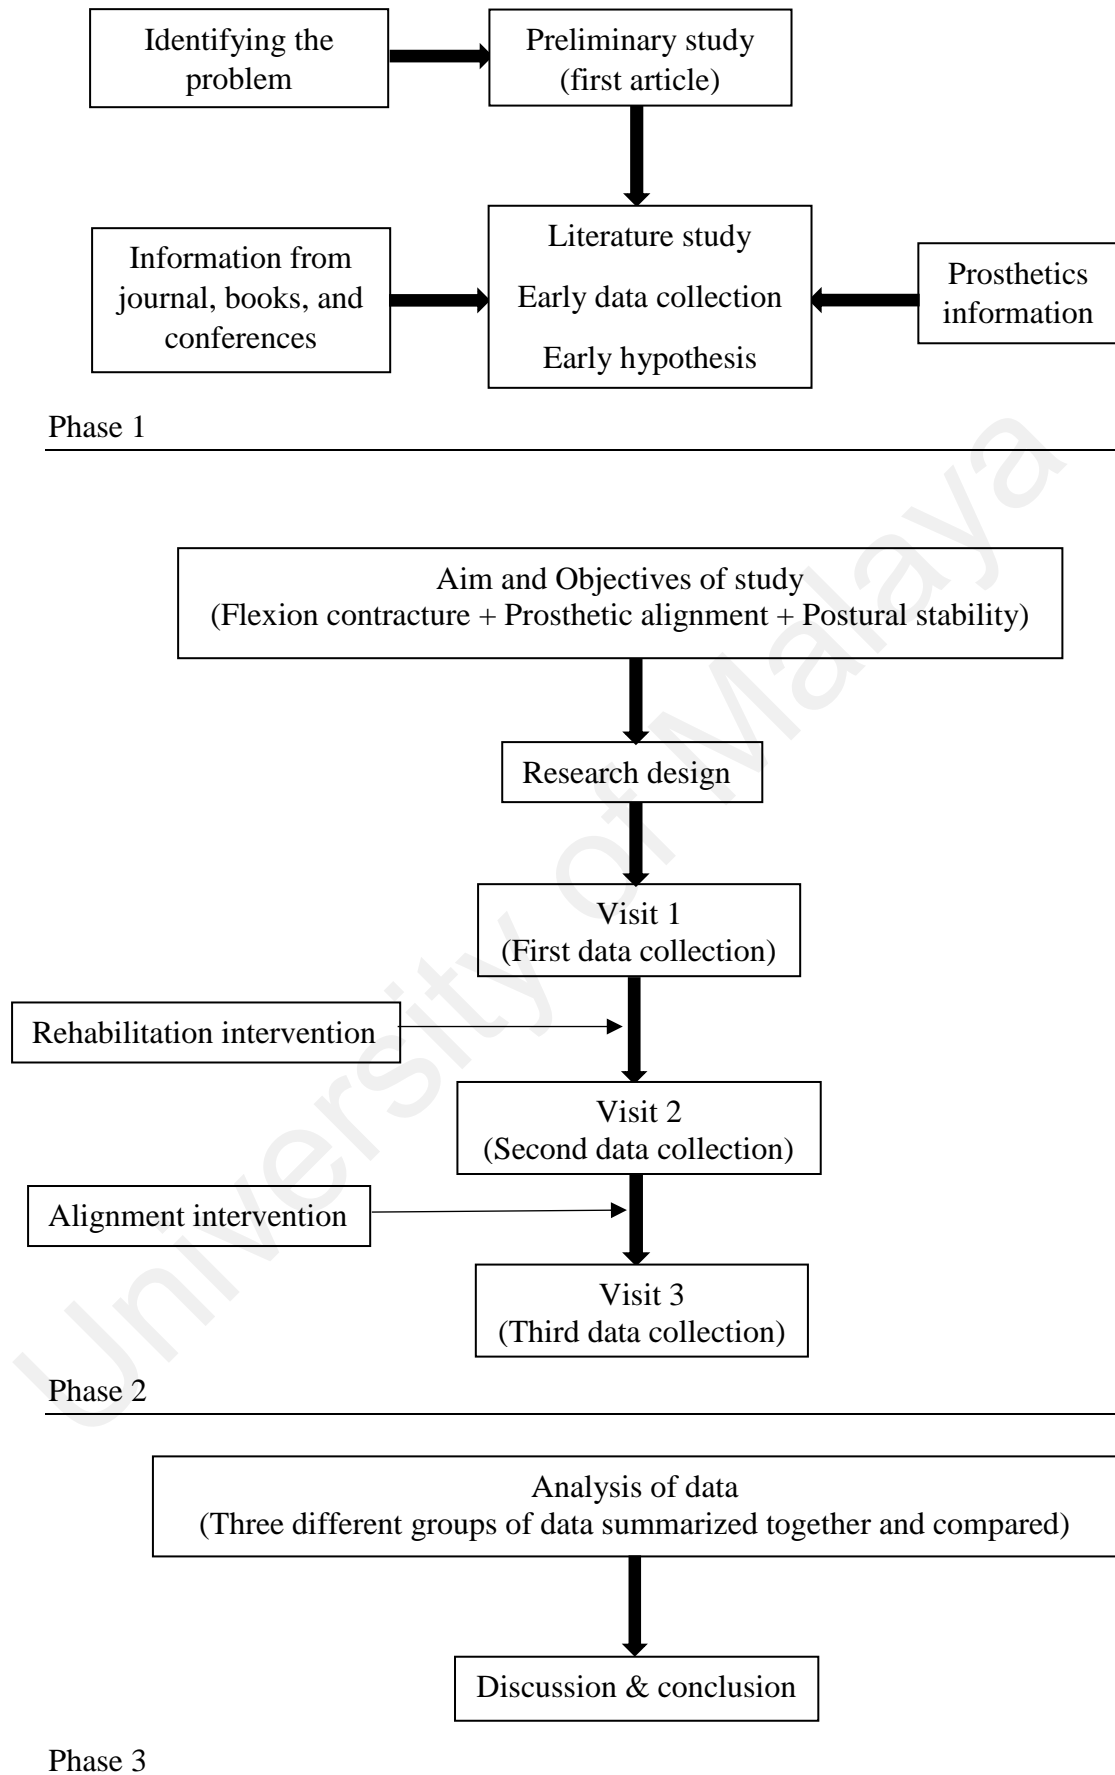 Identifying the
problem
Preliminary study
(first article)
Information from
journal, books, and
conferences
Literature study
Early data collection
Early hypothesis
Prosthetics
information
Phase 1
Aim and Objectives of study
(Flexion contracture + Prosthetic alignment + Postural stability)
Research design
Visit 1
(First data collection)
Rehabilitation intervention
Visit 2
(Second data collection)
Alignment intervention
Visit 3
(Third data collection)
Phase 2
Analysis of data
(Three different groups of data summarized together and compared)
Discussion & conclusion
Phase 3
University of Malaya